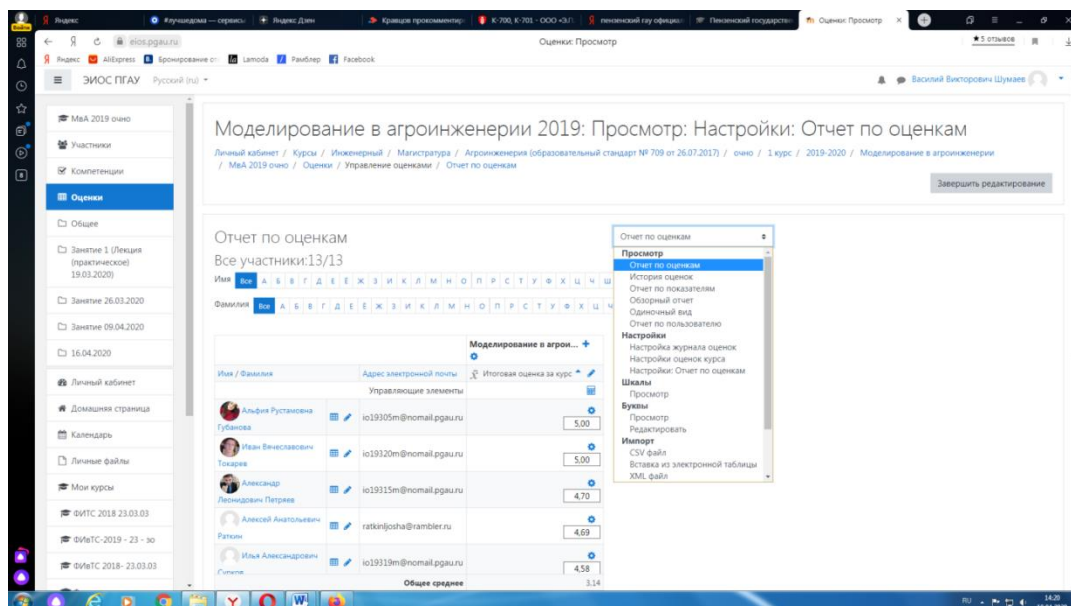 Яндекс
#лучшедома — сервисы
Яндекс Дзен
Кравцов прокомментир
К-700, К-701 - ООО
пензенский гау официал
Пензенский государстве
Оценки: Просмотр
Войти
eios.pgau.ru
Оценки: Просмотр
5 отзывов
Яндекс
AliExpress
Бронирование от
Lamoda
Рамблер
Facebook
ЭИОС ПГАУ
Русский (ru)
Василий Викторович Шумаев
МвА 2019 очно
Участники
Компетенции
Оценки
Общее
Занятие 1 (Лекция
(практическое)
19.03.2020)
Занятие 26.03.2020
Занятие 09.04.2020
16.04.2020
Личный кабинет
Домашняя страница
Календарь
Личные файлы
Мои курсы
ФИТС 2018 23.03.03
ФИвТС-2019 - 23 - зо
ФИвТС 2018- 23.03.03
Моделирование в агроинженерии 2019: Просмотр: Настройки: Отчет по оценкам
Личный кабинет / Курсы / Инженерный / Магистратура / Агроинженерия (образовательный стандарт № 709 от 26.07.2017) / очно / 1 курс / 2019-2020 / Моделирование в агроинженерии
/ МвА 2019 очно / Оценки / Управление оценками / Отчет по оценкам
Завершить редактирование
Отчет по оценкам
Все участники:13/13
Имя Все А Б В Г Д Е Ё Ж З И К Л М Н О П Р С Т У Ф Х Ц Ч Ш
Фамилия Все А Б В Г Д Е Ё Ж З И К Л М Н О П Р С Т У Ф Х Ц Ч
Моделирование в агрои...
Имя / Фамилия
Адрес электронной почты
Итоговая оценка за курс
Управляющие элементы
Альфия Рустамовна
Губанова
io19305m@nomail.pgau.ru
5,00
Иван Вячеславович
Токарев
io19320m@nomail.pgau.ru
5,00
Александр
Леонидович Петряев
io19315m@nomail.pgau.ru
4,70
Алексей Анатольевич
Раткин
ratkinljosha@rambler.ru
4,69
Илья Александрович
io19319m@nomail.pgau.ru
4,58
Общее среднее
3,14
Отчет по оценкам
Просмотр
Отчет по оценкам
История оценок
Отчет по показателям
Обзорный отчет
Одиночный вид
Отчет по пользователю
Настройки
Настройка журнала оценок
Настройки оценок курса
Настройки: Отчет по оценкам
Шкалы
Просмотр
Буквы
Просмотр
Редактировать
Импорт
CSV файл
Вставка из электронной таблицы
XML файл
RU
14:20